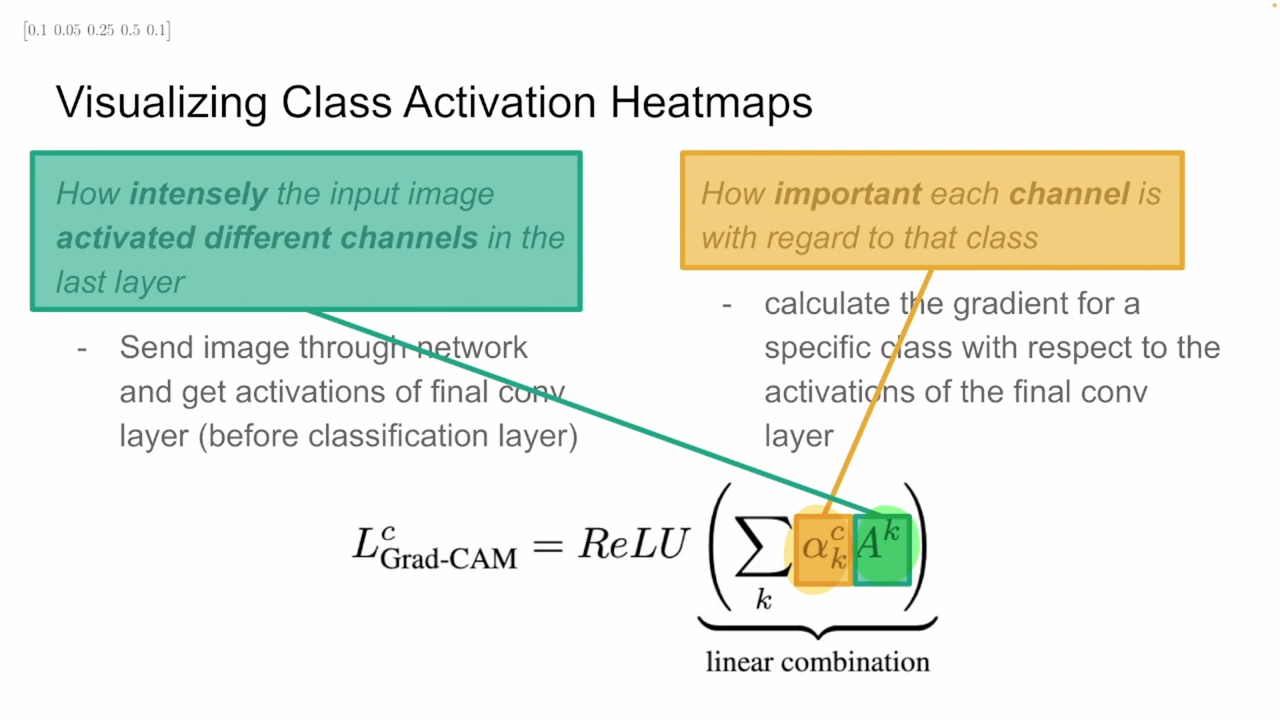 [0.1 0.05 0.25 0.5 0.1]
Visualizing Class Activation Heatmaps
How intensely the input image
activated different channels in the
last layer
- Send image through network
and get activations of final conv
layer (before classification layer)
How important each channel is
with regard to that class
- calculate the gradient for a
specific class with respect to the
activations of the final conv
layer
L^c_{Grad-CAM} = ReLU (∑_k α^c_k A^k)
linear combination